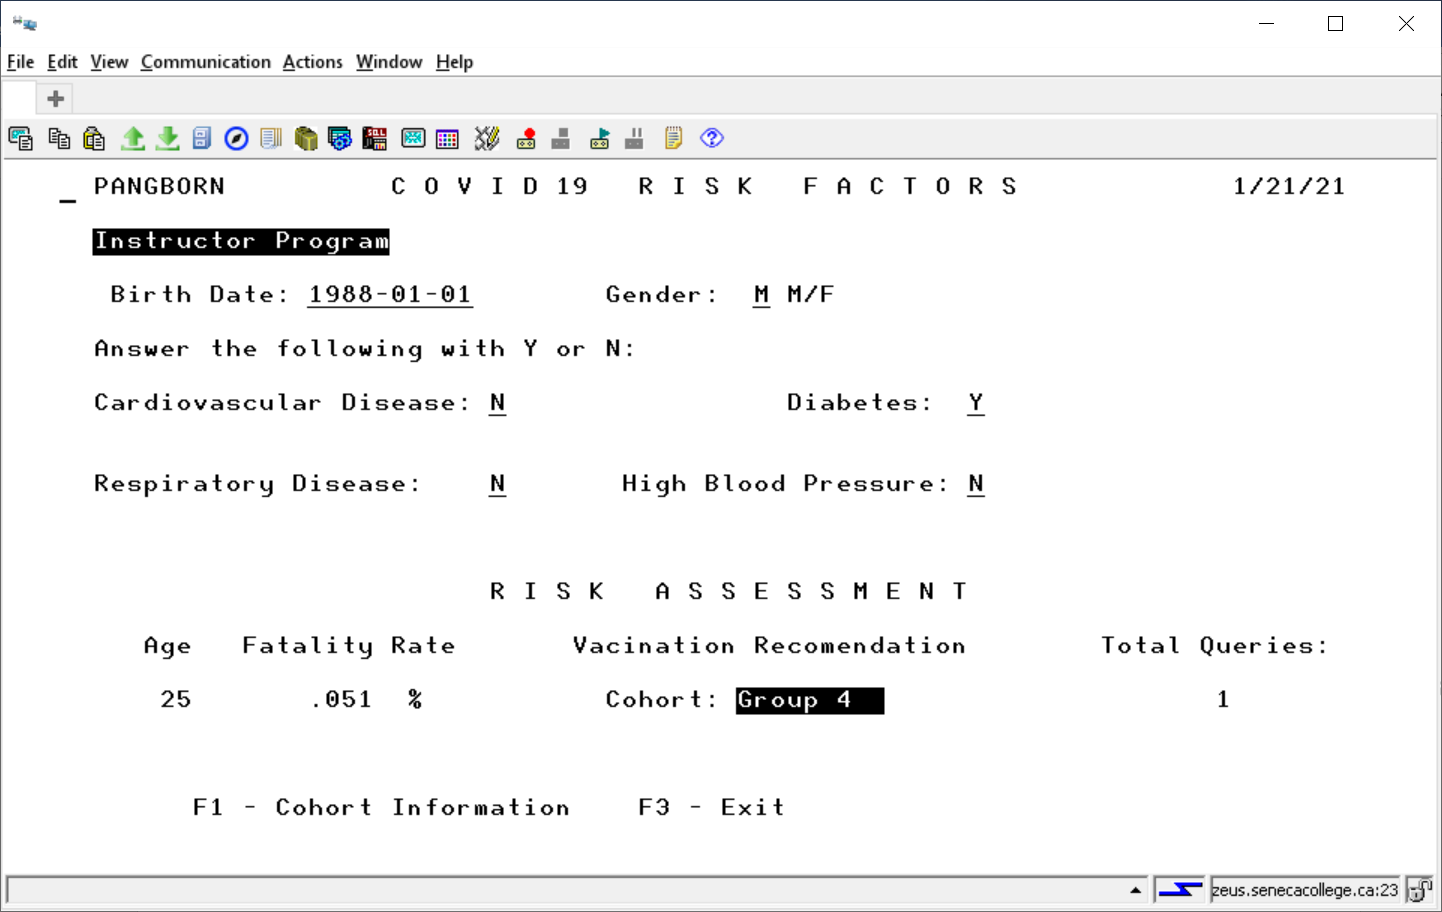 File Edit View Communication Actions Window Help
PANGBORN C O V I D 19 R I S K F A C T O R S 1/21/21
Instructor Program
Birth Date: 1988-01-01 Gender: M M/F
Answer the following with Y or N:
Cardiovascular Disease: N Diabetes: Y
Respiratory Disease: N High Blood Pressure: N
R I S K A S S E S S M E N T
Age Fatality Rate Vacination Recomendation Total Queries:
25 .051 % Cohort: Group 4 1
F1 - Cohort Information F3 - Exit
zeus.senecacollege.ca:23